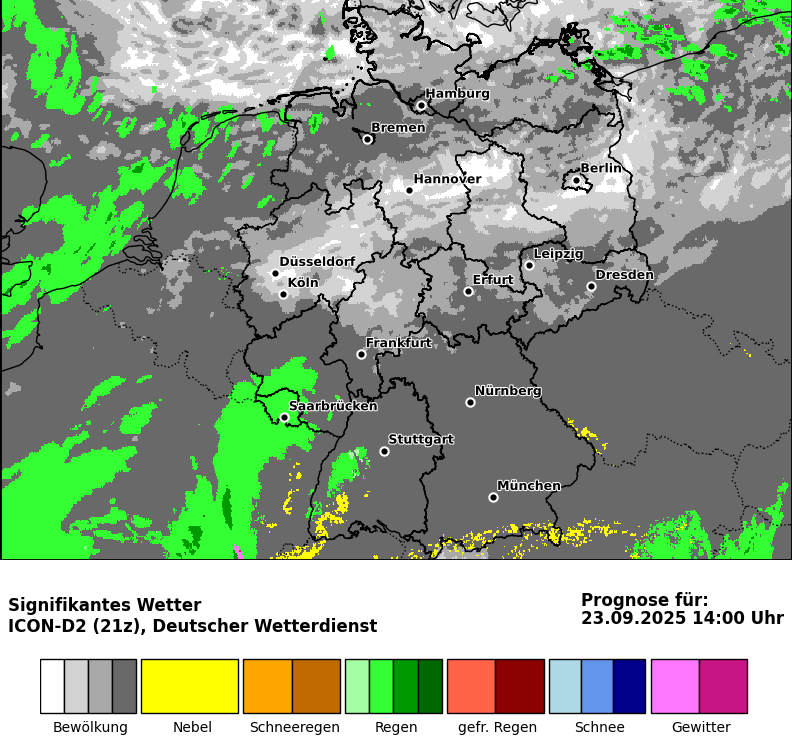 Hamburg
Bremen
Berlin
Hannover
Leipzig
Düsseldorf
Dresden
Erfurt
Köln
Frankfurt
Nürnberg
Saarbrücken
Stuttgart
München
Signifikantes Wetter
ICON-D2 (21z), Deutscher Wetterdienst
Prognose für:
23.09.2025 14:00 Uhr
Bewölkung
Nebel
Schneeregen
Regen
gefr. Regen
Schnee
Gewitter